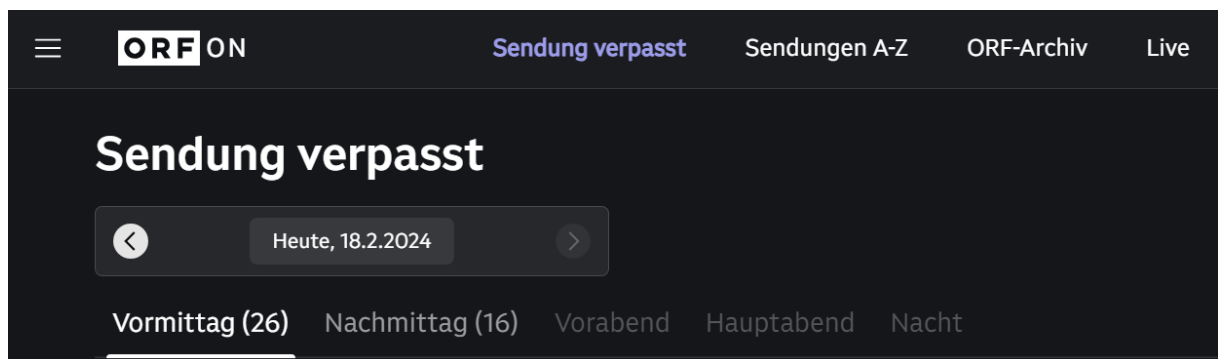 ORF ON Sendung verpasst Sendungen A-Z ORF-Archiv Live
Sendung verpasst
Heute, 18.2.2024
Vormittag (26) Nachmittag (16) Vorabend Hauptabend Nacht